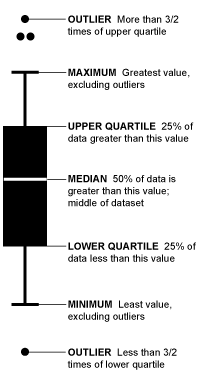 OUTLIER More than 3/2
times of upper quartile
MAXIMUM Greatest value,
excluding outliers
UPPER QUARTILE 25% of
data greater than this value
MEDIAN 50% of data is
greater than this value;
middle of dataset
LOWER QUARTILE 25% of
data less than this value
MINIMUM Least value,
excluding outliers
OUTLIER Less than 3/2
times of lower quartile